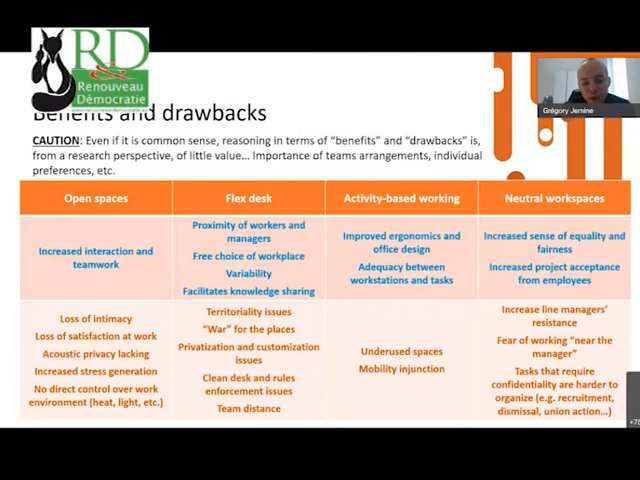 RD
&
Renouveau
Démocratie
Benefits and drawbacks
Grégory Jemine
CAUTION: Even if it is common sense, reasoning in terms of "benefits" and "drawbacks" is,
from a research perspective, of little value... Importance of teams arrangements, individual
preferences, etc.
Open spaces
Flex desk
Activity-based working
Neutral workspaces
Increased interaction and
teamwork
Proximity of workers and
managers
Free choice of workplace
Variability
Facilitates knowledge sharing
Improved ergonomics and
office design
Adequacy between
workstations and tasks
Increased sense of equality and
fairness
Increased project acceptance
from employees
Loss of intimacy
Loss of satisfaction at work
Acoustic privacy lacking
Increased stress generation
No direct control over work
environment (heat, light, etc.)
Territoriality issues
"War" for the places
Privatization and customization
issues
Clean desk and rules
enforcement issues
Team distance
Underused spaces
Mobility injunction
Increase line managers'
resistance
Fear of working "near the
manager"
Tasks that require
confidentiality are harder to
organize (e.g. recruitment,
dismissal, union action...)